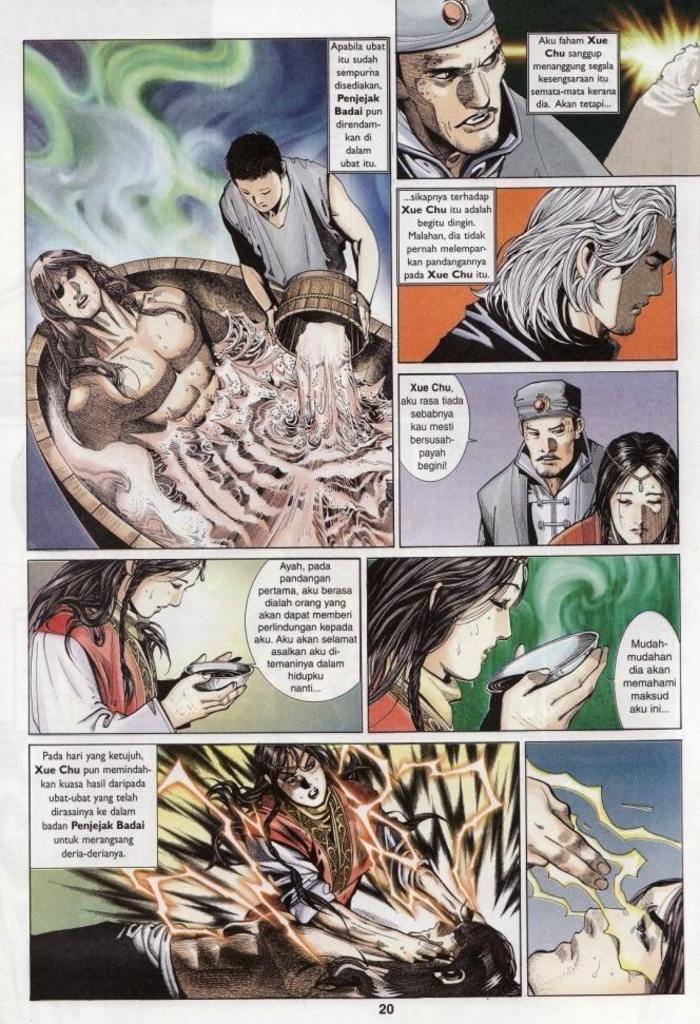 Apabila ubat
itu sudah
sempurna
disediakan,
Penjejak
Badai pun
direndam-
kan di
dalam
ubat itu.
Aku faham Xue
Chu sanggup
menanggung segala
kesengsaraan itu
semata-mata kerana
dia. Akan tetapi...
...sikapnya terhadap
Xue Chu itu adalah
begitu dingin.
Malahan, dia tidak
pernah melempar-
kan pandangannya
pada Xue Chu itu.
Xue Chu,
aku rasa tiada
sebabnya
kau mesti
bersusah-
payah
begini!
Ayah, pada
pandangan
pertama, aku berasa
dialah orang yang
akan dapat memberi
perlindungan kepada
aku. Aku akan selamat
asalkan aku di-
temaninya dalam
hidupku
nanti...
Mudah-
mudahan
dia akan
memahami
maksud
aku ini...
Pada hari yang ketujuh,
Xue Chu pun memindah-
kan kuasa hasil daripada
ubat-ubat yang telah
dirasainya ke dalam
badan Penjejak Badai
untuk merangsang
deria-derianya.
20